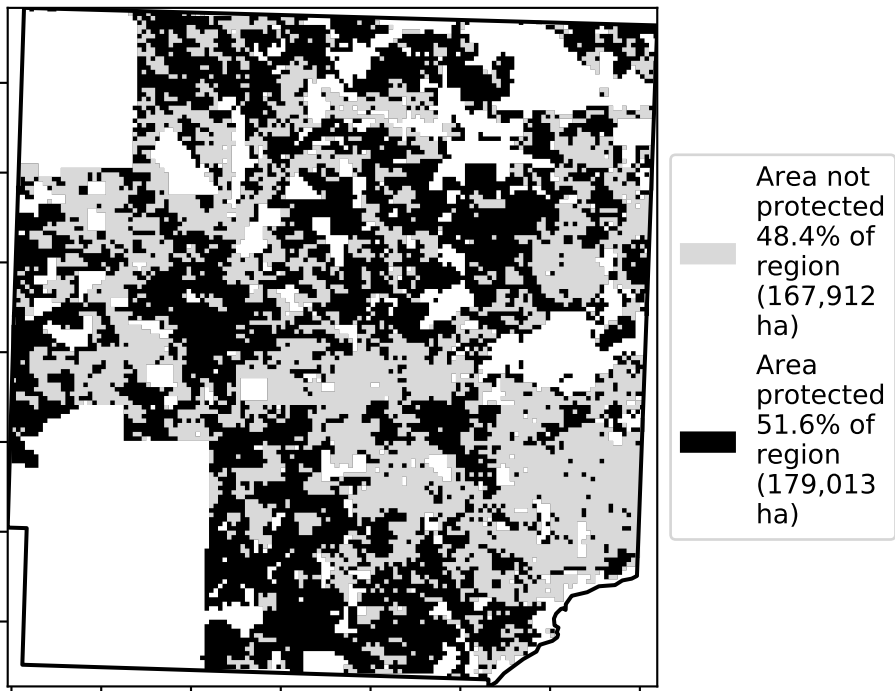 Area not
protected
48.4% of
region
(167,912
ha)
Area
protected
51.6% of
region
(179,013
ha)